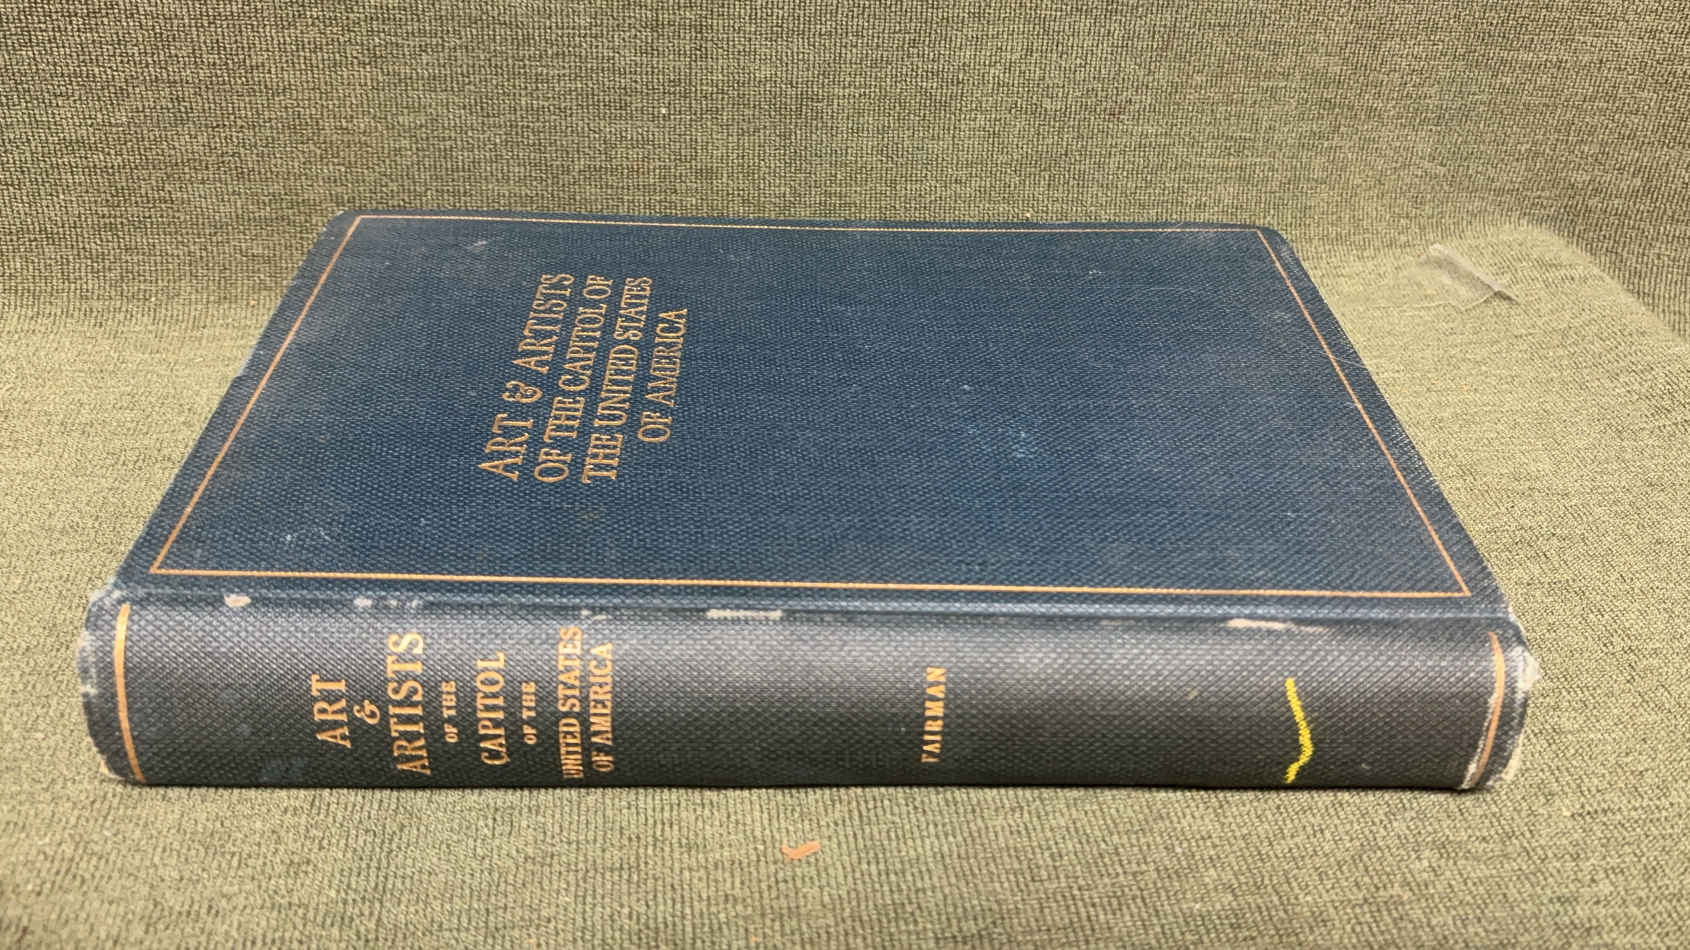 ART & ARTISTS
OF THE CAPITOL OF
THE UNITED STATES
OF AMERICA
ART
&
ARTISTS
OF THE
CAPITOL
OF THE
UNITED STATES
OF AMERICA
FAIRMAN